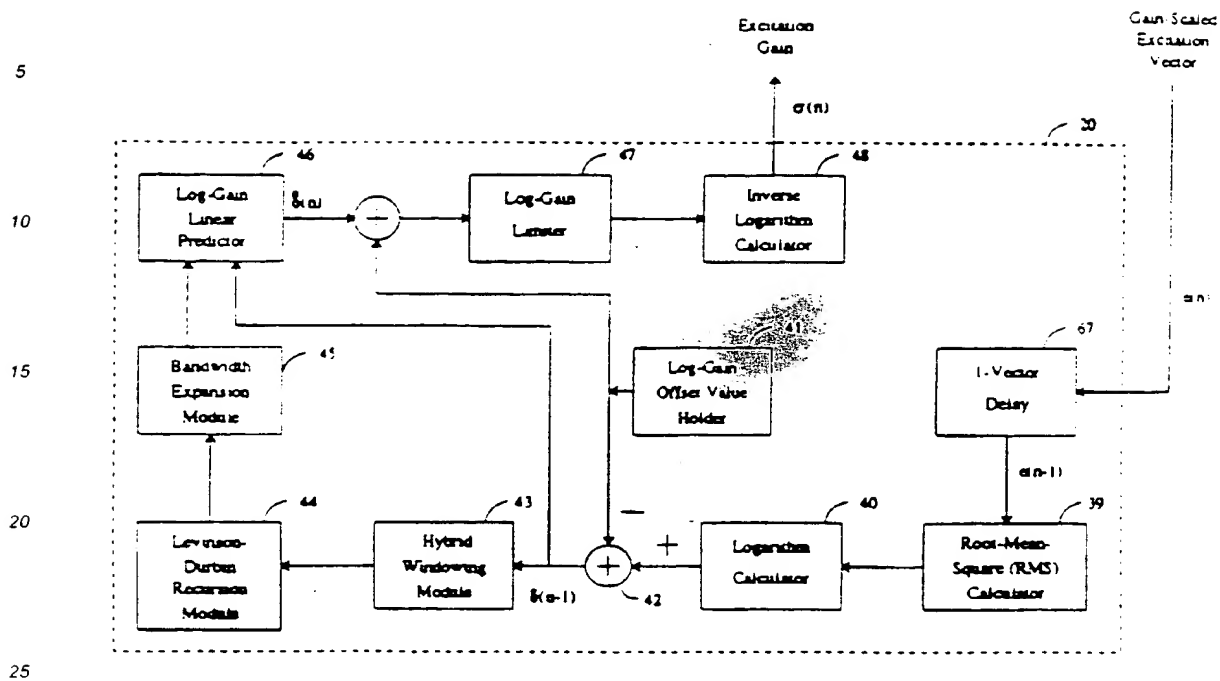 Excitation
Gain
Gain-Scaled
Excitation
Vector
5
σ(n)
20
46
47
48
Log-Gain
Linear
Predictor
Log-Gain
Limiter
Inverse
Logarithm
Calculator
10
e(n)
41
67
45
Bandwidth
Expansion
Module
Log-Gain
Offset Value
Holder
1-Vector
Delay
15
e(n-1)
44
43
40
39
20
−
+
Levinson-
Durbin
Recursion
Module
Hybrid
Windowing
Module
+
Logarithm
Calculator
Root-Mean-
Square (RMS)
Calculator
δ(n-1)
42
25